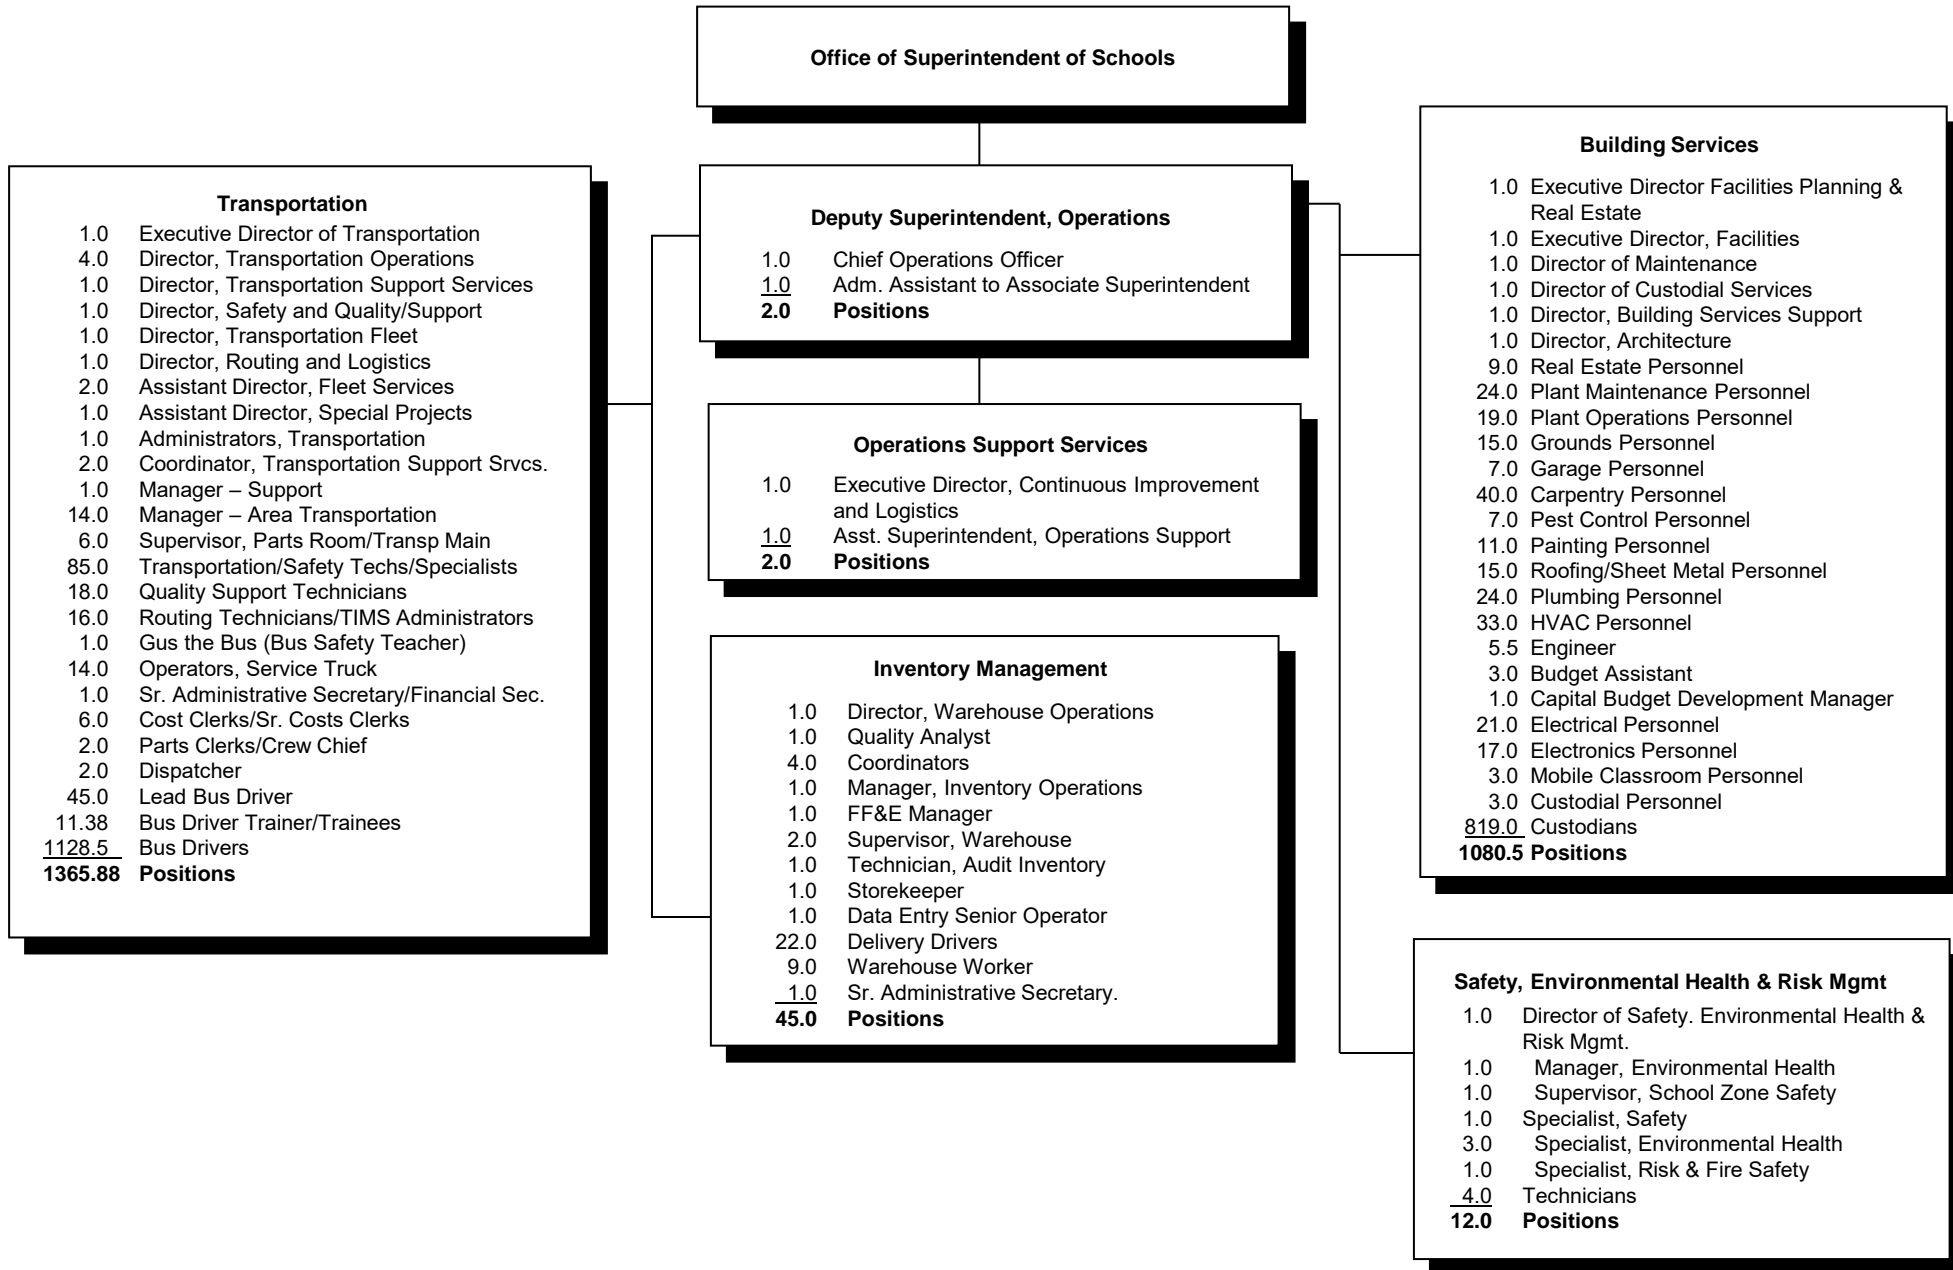 Office of Superintendent of Schools
Transportation
1.0 Executive Director of Transportation
4.0 Director, Transportation Operations
1.0 Director, Transportation Support Services
1.0 Director, Safety and Quality/Support
1.0 Director, Transportation Fleet
1.0 Director, Routing and Logistics
2.0 Assistant Director, Fleet Services
1.0 Assistant Director, Special Projects
1.0 Administrators, Transportation
2.0 Coordinator, Transportation Support Srvcs.
1.0 Manager – Support
14.0 Manager – Area Transportation
6.0 Supervisor, Parts Room/Transp Main
85.0 Transportation/Safety Techs/Specialists
18.0 Quality Support Technicians
16.0 Routing Technicians/TIMS Administrators
1.0 Gus the Bus (Bus Safety Teacher)
14.0 Operators, Service Truck
1.0 Sr. Administrative Secretary/Financial Sec.
6.0 Cost Clerks/Sr. Costs Clerks
2.0 Parts Clerks/Crew Chief
2.0 Dispatcher
45.0 Lead Bus Driver
11.38 Bus Driver Trainer/Trainees
1128.5 Bus Drivers
1365.88 Positions
Deputy Superintendent, Operations
1.0 Chief Operations Officer
1.0 Adm. Assistant to Associate Superintendent
2.0 Positions
Operations Support Services
1.0 Executive Director, Continuous Improvement
and Logistics
1.0 Asst. Superintendent, Operations Support
2.0 Positions
Inventory Management
1.0 Director, Warehouse Operations
1.0 Quality Analyst
4.0 Coordinators
1.0 Manager, Inventory Operations
1.0 FF&E Manager
2.0 Supervisor, Warehouse
1.0 Technician, Audit Inventory
1.0 Storekeeper
1.0 Data Entry Senior Operator
22.0 Delivery Drivers
9.0 Warehouse Worker
1.0 Sr. Administrative Secretary.
45.0 Positions
Building Services
1.0 Executive Director Facilities Planning &
Real Estate
1.0 Executive Director, Facilities
1.0 Director of Maintenance
1.0 Director of Custodial Services
1.0 Director, Building Services Support
1.0 Director, Architecture
9.0 Real Estate Personnel
24.0 Plant Maintenance Personnel
19.0 Plant Operations Personnel
15.0 Grounds Personnel
7.0 Garage Personnel
40.0 Carpentry Personnel
7.0 Pest Control Personnel
11.0 Painting Personnel
15.0 Roofing/Sheet Metal Personnel
24.0 Plumbing Personnel
33.0 HVAC Personnel
5.5 Engineer
3.0 Budget Assistant
1.0 Capital Budget Development Manager
21.0 Electrical Personnel
17.0 Electronics Personnel
3.0 Mobile Classroom Personnel
3.0 Custodial Personnel
819.0 Custodians
1080.5 Positions
Safety, Environmental Health & Risk Mgmt
1.0 Director of Safety. Environmental Health &
Risk Mgmt.
1.0 Manager, Environmental Health
1.0 Supervisor, School Zone Safety
1.0 Specialist, Safety
3.0 Specialist, Environmental Health
1.0 Specialist, Risk & Fire Safety
4.0 Technicians
12.0 Positions